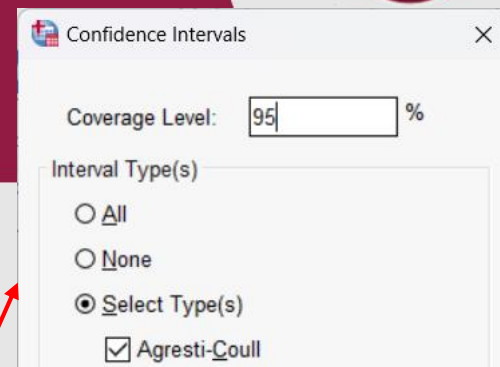 Confidence Intervals
Coverage Level: 95 %
Interval Type(s)
All
None
Select Type(s)
Agresti-Coull